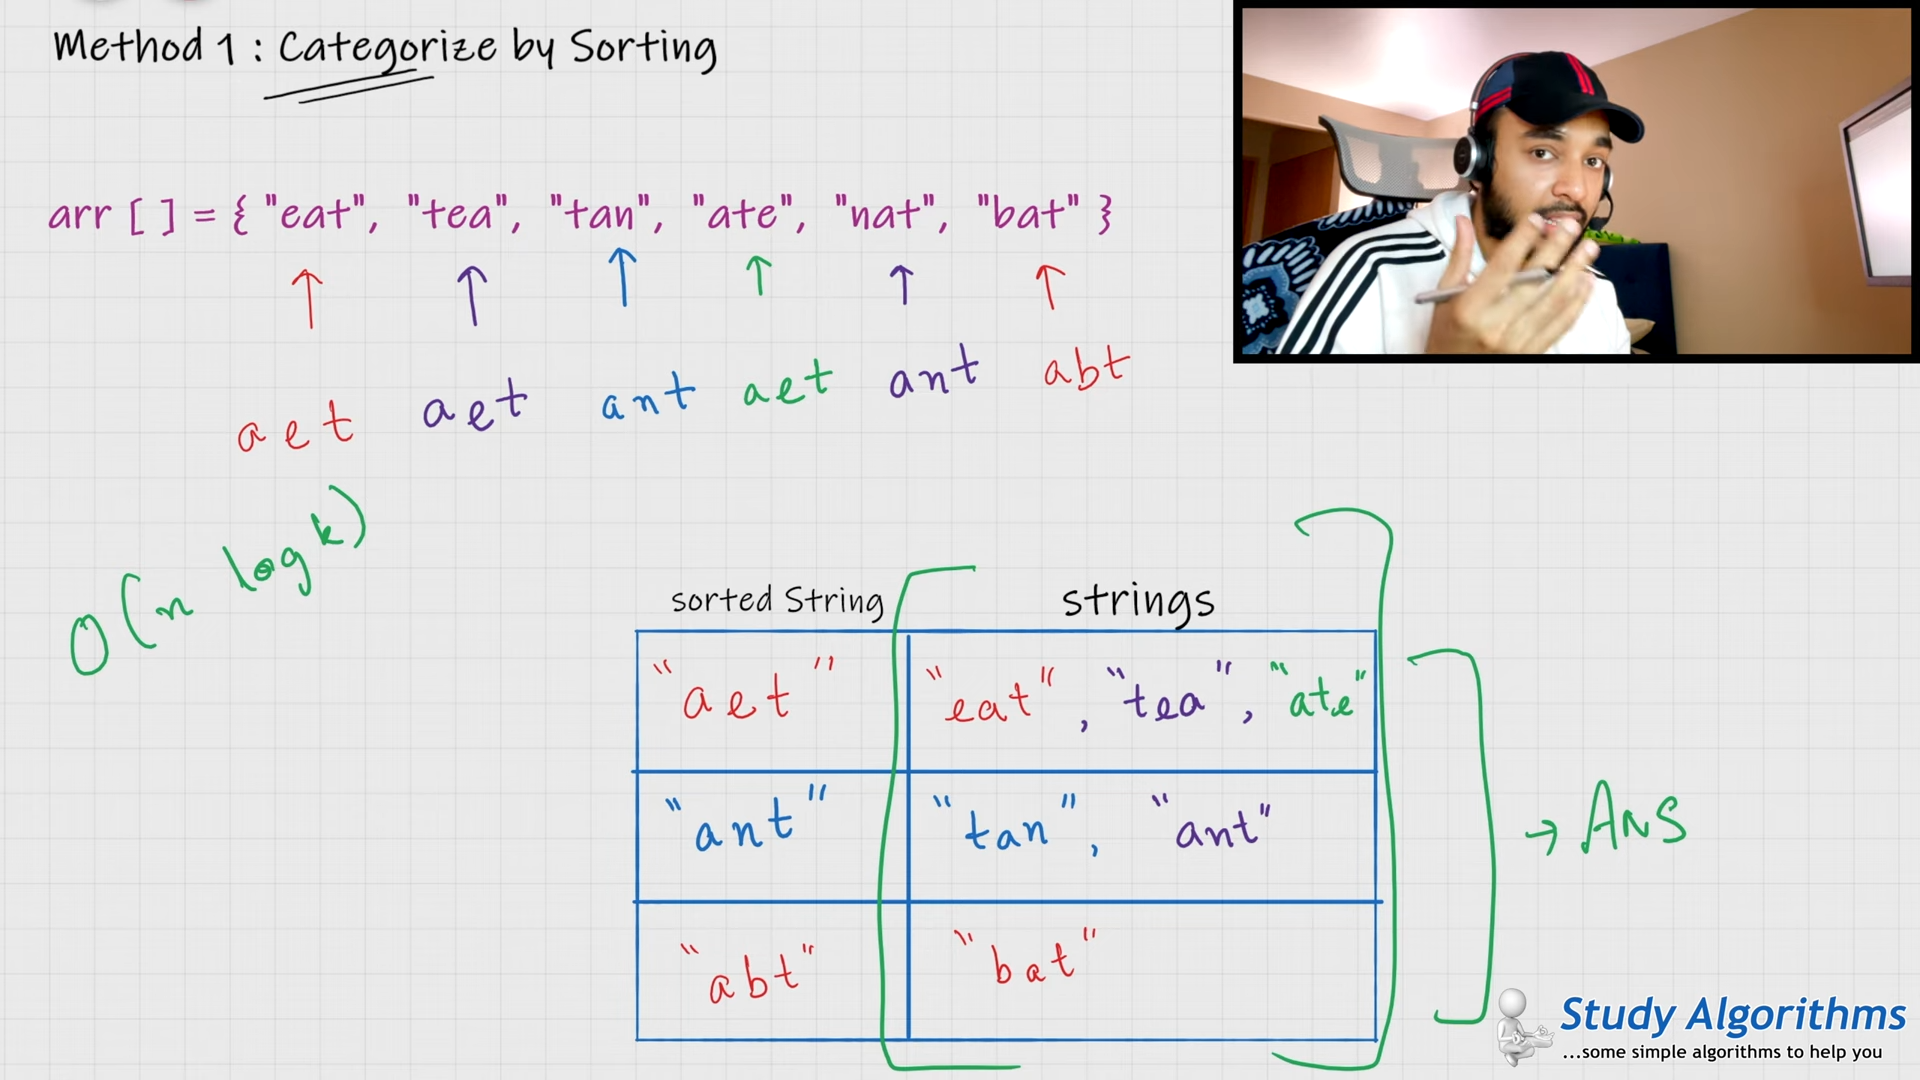 Method 1 : Categorize by Sorting
arr [ ] = { "eat", "tea", "tan", "ate", "nat", "bat" }
aet aet ant aet ant abt
O(n log k)
sorted String strings
"aet" "eat", "tea", "ate"
"ant" "tan", "ant"
→ Ans
"abt" "bat"
Study Algorithms
...some simple algorithms to help you